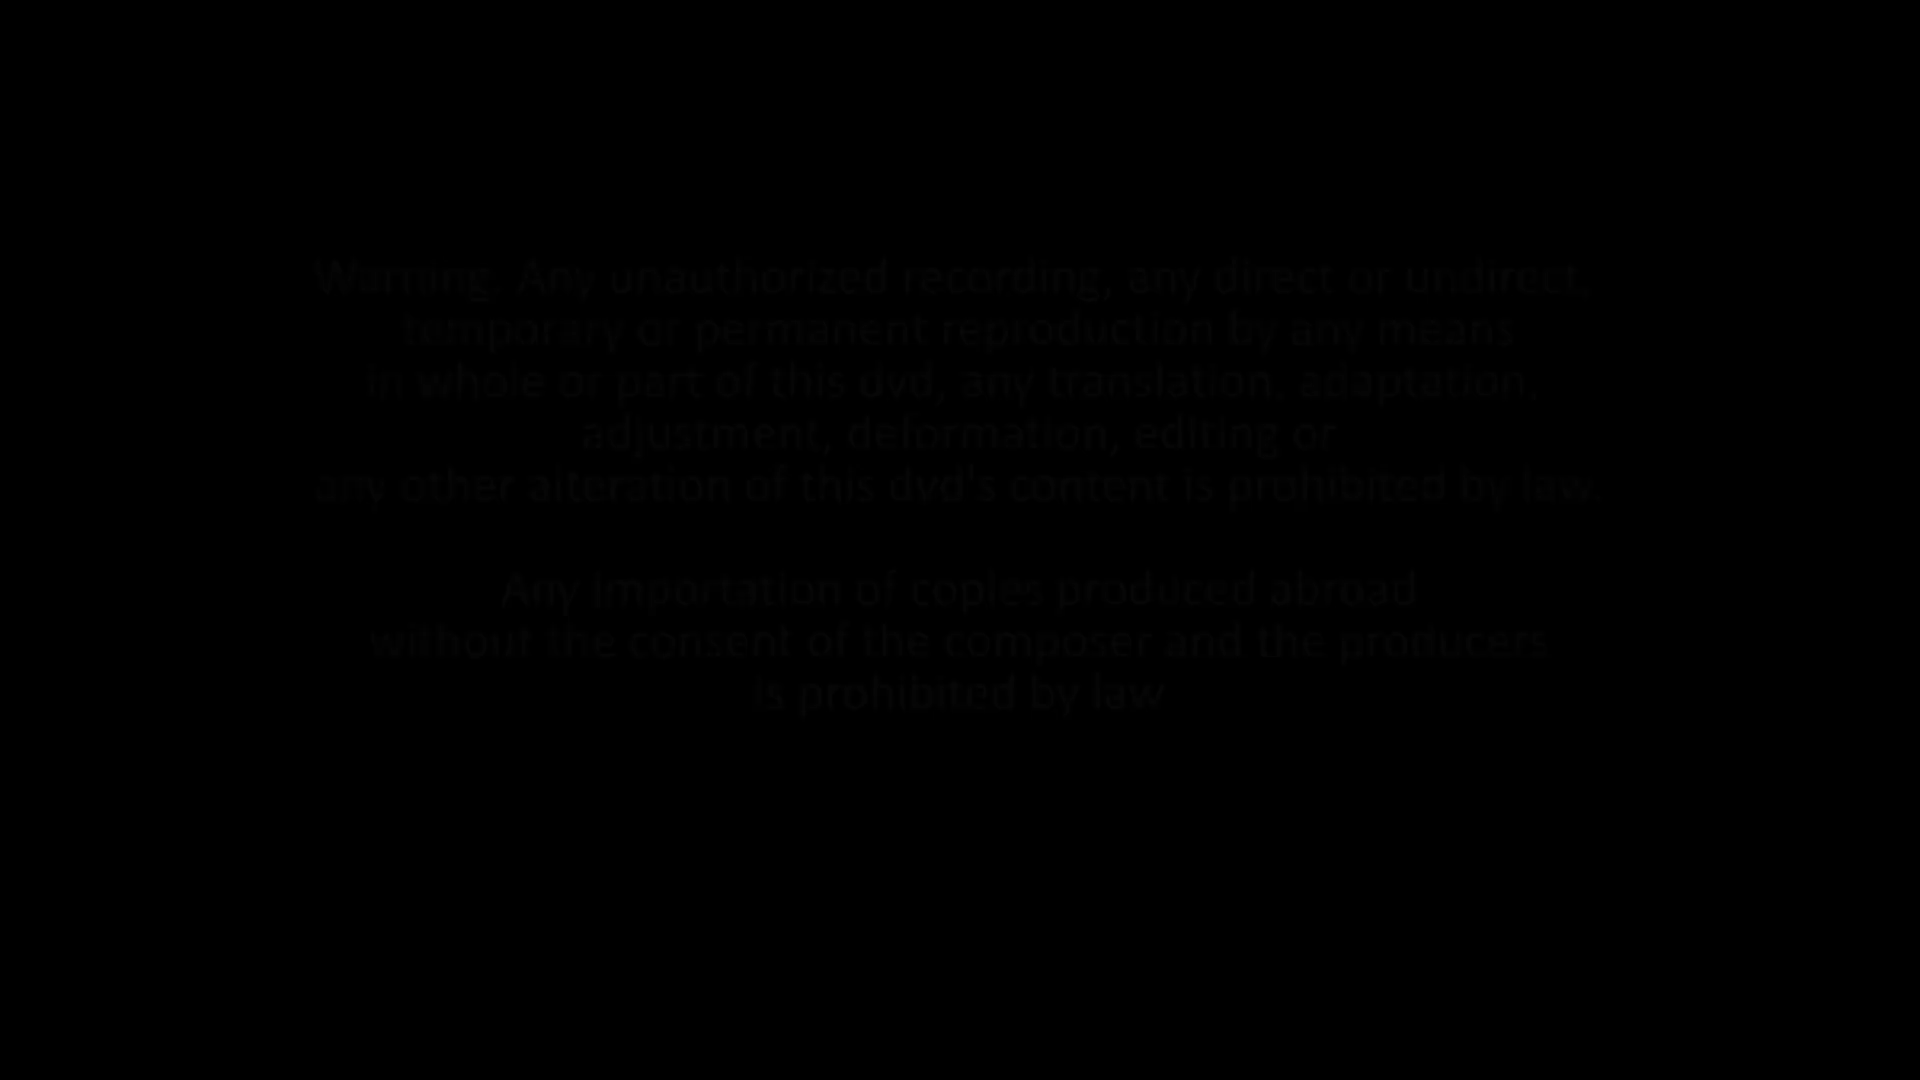 Warning. Any unauthorized recording, any direct or undirect,
temporary or permanent reproduction by any means
in whole or part of this dvd, any translation, adaptation,
adjustment, deformation, editing or
any other alteration of this dvd's content is prohibited by law.
Any importation of copies produced abroad
without the consent of the composer and the producers
is prohibited by law